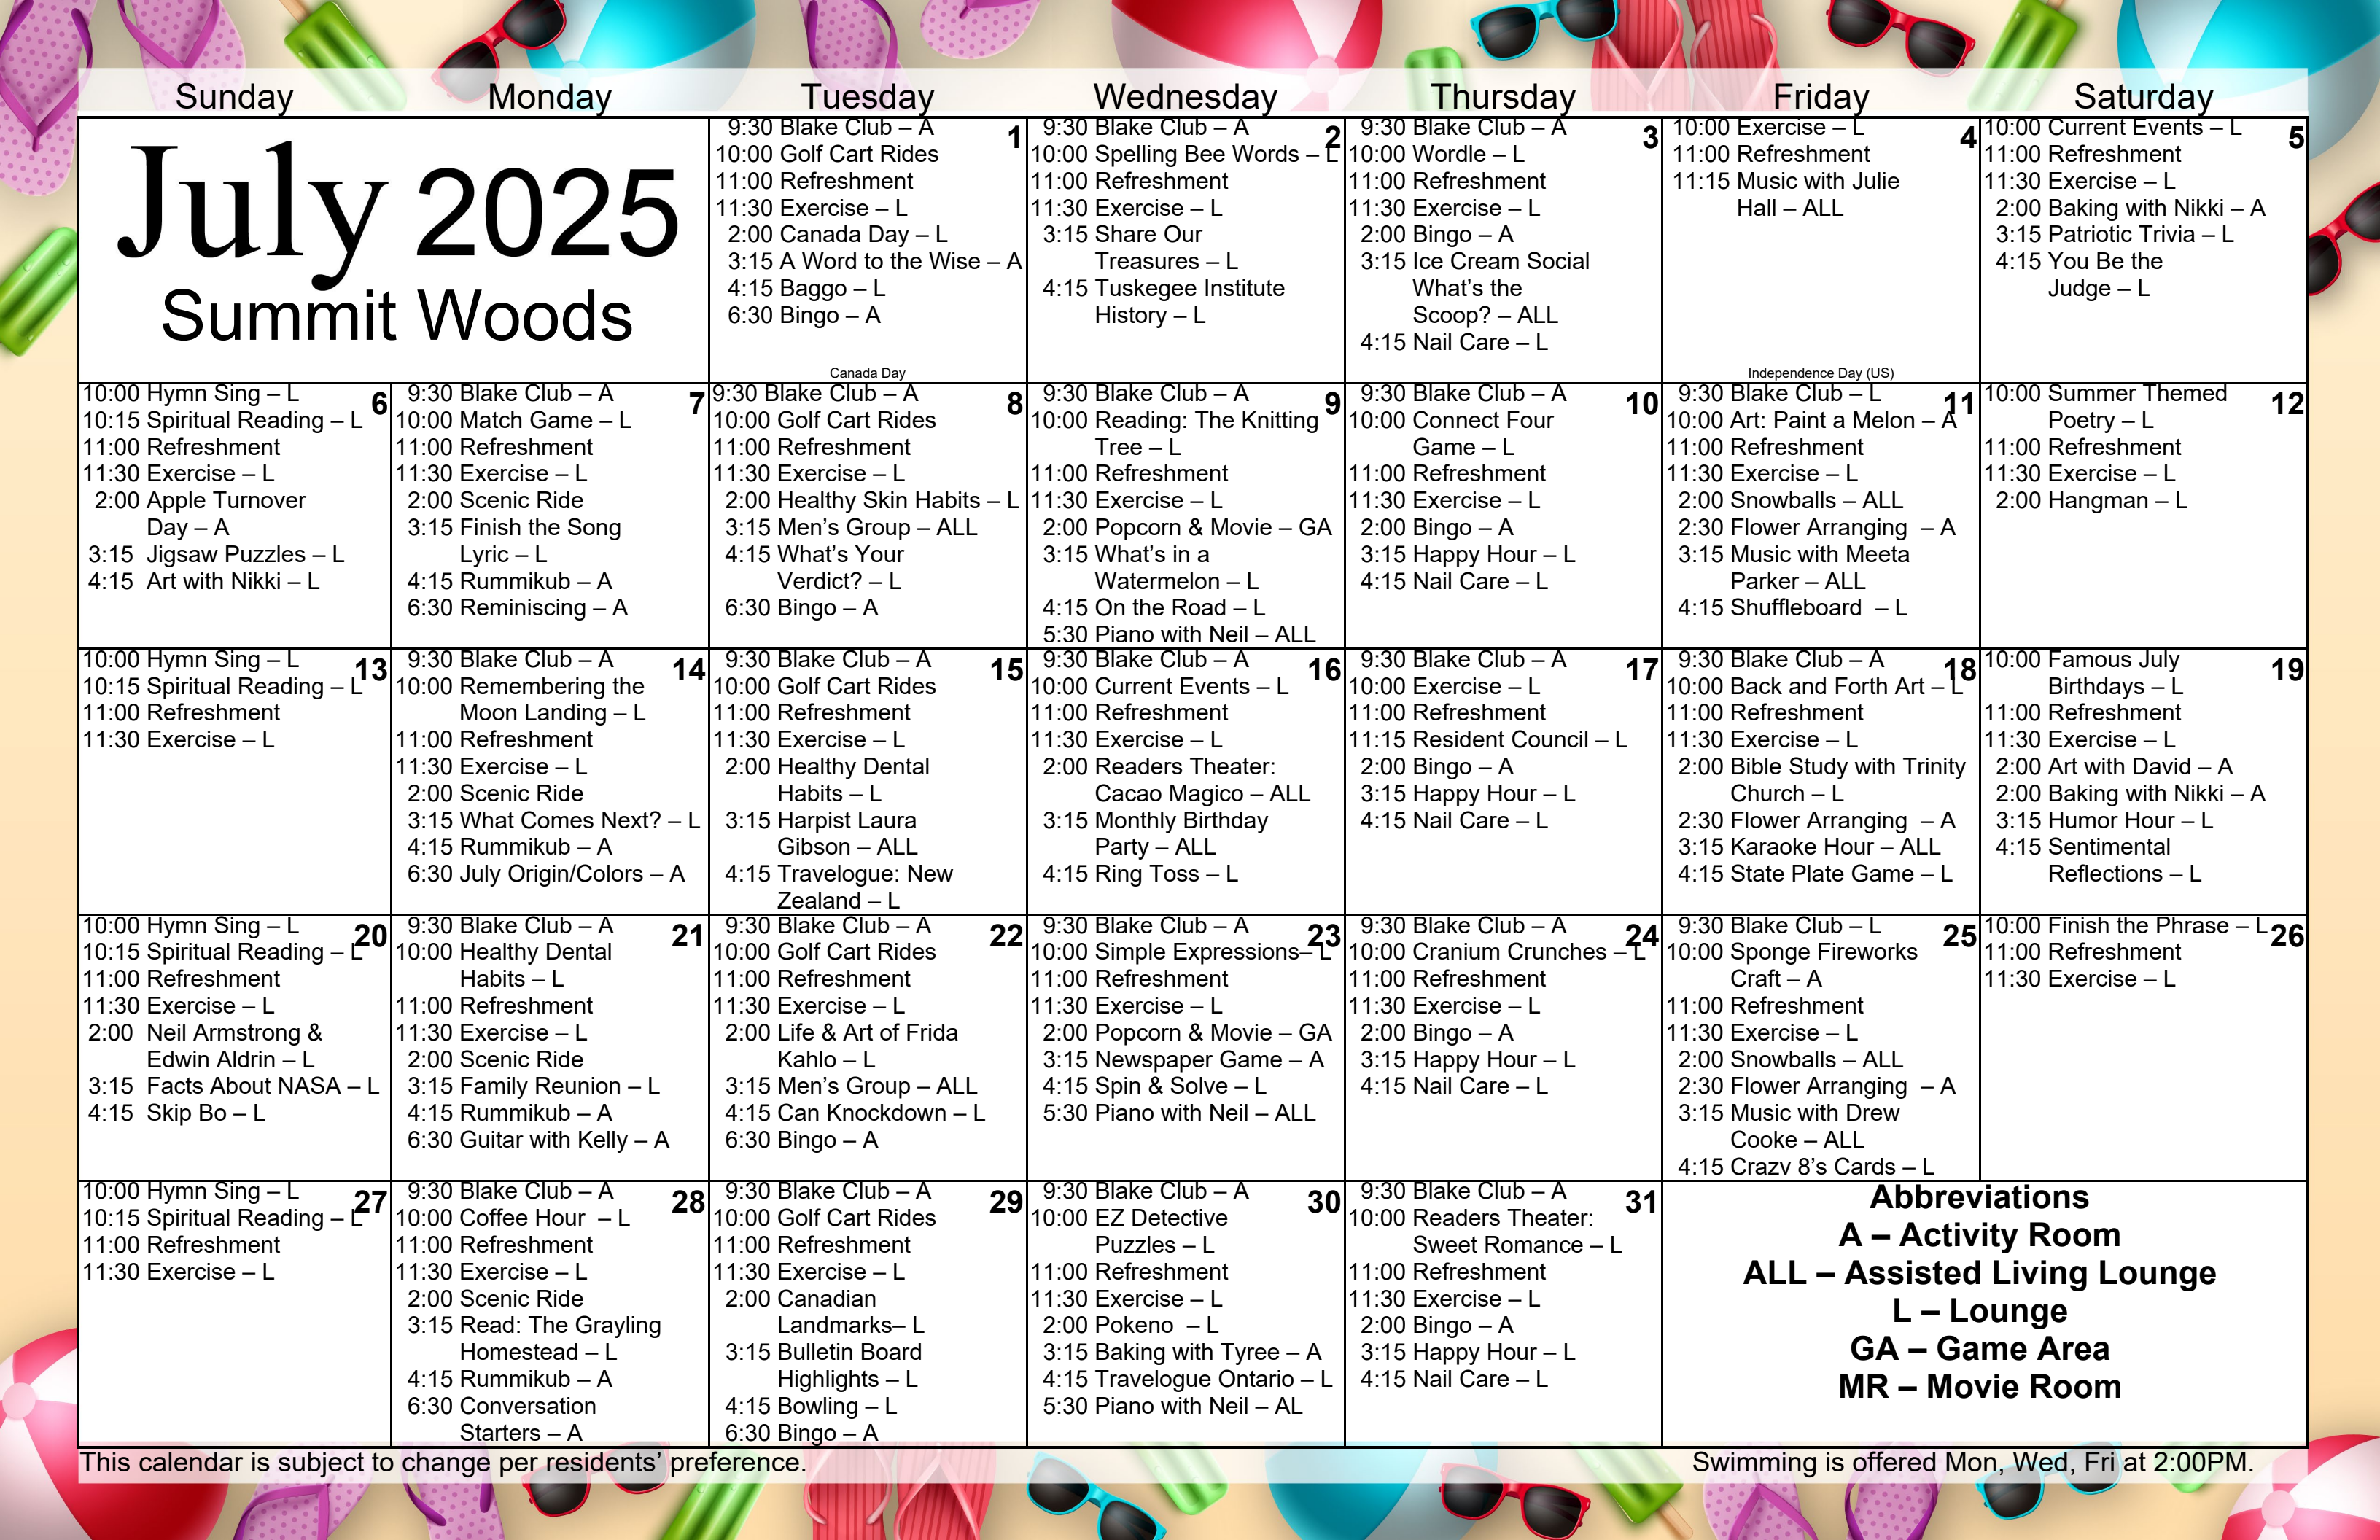 Sunday Monday Tuesday Wednesday Thursday Friday Saturday
July 2025
Summit Woods
1
9:30 Blake Club – A
10:00 Golf Cart Rides
11:00 Refreshment
11:30 Exercise – L
2:00 Canada Day – L
3:15 A Word to the Wise – A
4:15 Baggo – L
6:30 Bingo – A
Canada Day
2
9:30 Blake Club – A
10:00 Spelling Bee Words – L
11:00 Refreshment
11:30 Exercise – L
3:15 Share Our
Treasures – L
4:15 Tuskegee Institute
History – L
3
9:30 Blake Club – A
10:00 Wordle – L
11:00 Refreshment
11:30 Exercise – L
2:00 Bingo – A
3:15 Ice Cream Social
What's the
Scoop? – ALL
4:15 Nail Care – L
4
10:00 Exercise – L
11:00 Refreshment
11:15 Music with Julie
Hall – ALL
Independence Day (US)
5
10:00 Current Events – L
11:00 Refreshment
11:30 Exercise – L
2:00 Baking with Nikki – A
3:15 Patriotic Trivia – L
4:15 You Be the
Judge – L
6
10:00 Hymn Sing – L
10:15 Spiritual Reading – L
11:00 Refreshment
11:30 Exercise – L
2:00 Apple Turnover
Day – A
3:15 Jigsaw Puzzles – L
4:15 Art with Nikki – L
7
9:30 Blake Club – A
10:00 Match Game – L
11:00 Refreshment
11:30 Exercise – L
2:00 Scenic Ride
3:15 Finish the Song
Lyric – L
4:15 Rummikub – A
6:30 Reminiscing – A
8
9:30 Blake Club – A
10:00 Golf Cart Rides
11:00 Refreshment
11:30 Exercise – L
2:00 Healthy Skin Habits – L
3:15 Men's Group – ALL
4:15 What's Your
Verdict? – L
6:30 Bingo – A
9
9:30 Blake Club – A
10:00 Reading: The Knitting
Tree – L
11:00 Refreshment
11:30 Exercise – L
2:00 Popcorn & Movie – GA
3:15 What's in a
Watermelon – L
4:15 On the Road – L
5:30 Piano with Neil – ALL
10
9:30 Blake Club – A
10:00 Connect Four
Game – L
11:00 Refreshment
11:30 Exercise – L
2:00 Bingo – A
3:15 Happy Hour – L
4:15 Nail Care – L
11
9:30 Blake Club – L
10:00 Art: Paint a Melon – A
11:00 Refreshment
11:30 Exercise – L
2:00 Snowballs – ALL
2:30 Flower Arranging – A
3:15 Music with Meeta
Parker – ALL
4:15 Shuffleboard – L
12
10:00 Summer Themed
Poetry – L
11:00 Refreshment
11:30 Exercise – L
2:00 Hangman – L
13
10:00 Hymn Sing – L
10:15 Spiritual Reading – L
11:00 Refreshment
11:30 Exercise – L
14
9:30 Blake Club – A
10:00 Remembering the
Moon Landing – L
11:00 Refreshment
11:30 Exercise – L
2:00 Scenic Ride
3:15 What Comes Next? – L
4:15 Rummikub – A
6:30 July Origin/Colors – A
15
9:30 Blake Club – A
10:00 Golf Cart Rides
11:00 Refreshment
11:30 Exercise – L
2:00 Healthy Dental
Habits – L
3:15 Harpist Laura
Gibson – ALL
4:15 Travelogue: New
Zealand – L
16
9:30 Blake Club – A
10:00 Current Events – L
11:00 Refreshment
11:30 Exercise – L
2:00 Readers Theater:
Cacao Magico – ALL
3:15 Monthly Birthday
Party – ALL
4:15 Ring Toss – L
17
9:30 Blake Club – A
10:00 Exercise – L
11:00 Refreshment
11:15 Resident Council – L
2:00 Bingo – A
3:15 Happy Hour – L
4:15 Nail Care – L
18
9:30 Blake Club – A
10:00 Back and Forth Art – L
11:00 Refreshment
11:30 Exercise – L
2:00 Bible Study with Trinity
Church – L
2:30 Flower Arranging – A
3:15 Karaoke Hour – ALL
4:15 State Plate Game – L
19
10:00 Famous July
Birthdays – L
11:00 Refreshment
11:30 Exercise – L
2:00 Art with David – A
2:00 Baking with Nikki – A
3:15 Humor Hour – L
4:15 Sentimental
Reflections – L
20
10:00 Hymn Sing – L
10:15 Spiritual Reading – L
11:00 Refreshment
11:30 Exercise – L
2:00 Neil Armstrong &
Edwin Aldrin – L
3:15 Facts About NASA – L
4:15 Skip Bo – L
21
9:30 Blake Club – A
10:00 Healthy Dental
Habits – L
11:00 Refreshment
11:30 Exercise – L
2:00 Scenic Ride
3:15 Family Reunion – L
4:15 Rummikub – A
6:30 Guitar with Kelly – A
22
9:30 Blake Club – A
10:00 Golf Cart Rides
11:00 Refreshment
11:30 Exercise – L
2:00 Life & Art of Frida
Kahlo – L
3:15 Men's Group – ALL
4:15 Can Knockdown – L
6:30 Bingo – A
23
9:30 Blake Club – A
10:00 Simple Expressions– L
11:00 Refreshment
11:30 Exercise – L
2:00 Popcorn & Movie – GA
3:15 Newspaper Game – A
4:15 Spin & Solve – L
5:30 Piano with Neil – ALL
24
9:30 Blake Club – A
10:00 Cranium Crunches – L
11:00 Refreshment
11:30 Exercise – L
2:00 Bingo – A
3:15 Happy Hour – L
4:15 Nail Care – L
25
9:30 Blake Club – L
10:00 Sponge Fireworks
Craft – A
11:00 Refreshment
11:30 Exercise – L
2:00 Snowballs – ALL
2:30 Flower Arranging – A
3:15 Music with Drew
Cooke – ALL
4:15 Crazy 8's Cards – L
26
10:00 Finish the Phrase – L
11:00 Refreshment
11:30 Exercise – L
27
10:00 Hymn Sing – L
10:15 Spiritual Reading – L
11:00 Refreshment
11:30 Exercise – L
28
9:30 Blake Club – A
10:00 Coffee Hour – L
11:00 Refreshment
11:30 Exercise – L
2:00 Scenic Ride
3:15 Read: The Grayling
Homestead – L
4:15 Rummikub – A
6:30 Conversation
Starters – A
29
9:30 Blake Club – A
10:00 Golf Cart Rides
11:00 Refreshment
11:30 Exercise – L
2:00 Canadian
Landmarks– L
3:15 Bulletin Board
Highlights – L
4:15 Bowling – L
6:30 Bingo – A
30
9:30 Blake Club – A
10:00 EZ Detective
Puzzles – L
11:00 Refreshment
11:30 Exercise – L
2:00 Pokeno – L
3:15 Baking with Tyree – A
4:15 Travelogue Ontario – L
5:30 Piano with Neil – AL
31
9:30 Blake Club – A
10:00 Readers Theater:
Sweet Romance – L
11:00 Refreshment
11:30 Exercise – L
2:00 Bingo – A
3:15 Happy Hour – L
4:15 Nail Care – L
Abbreviations
A – Activity Room
ALL – Assisted Living Lounge
L – Lounge
GA – Game Area
MR – Movie Room
This calendar is subject to change per residents' preference.
Swimming is offered Mon, Wed, Fri at 2:00PM.